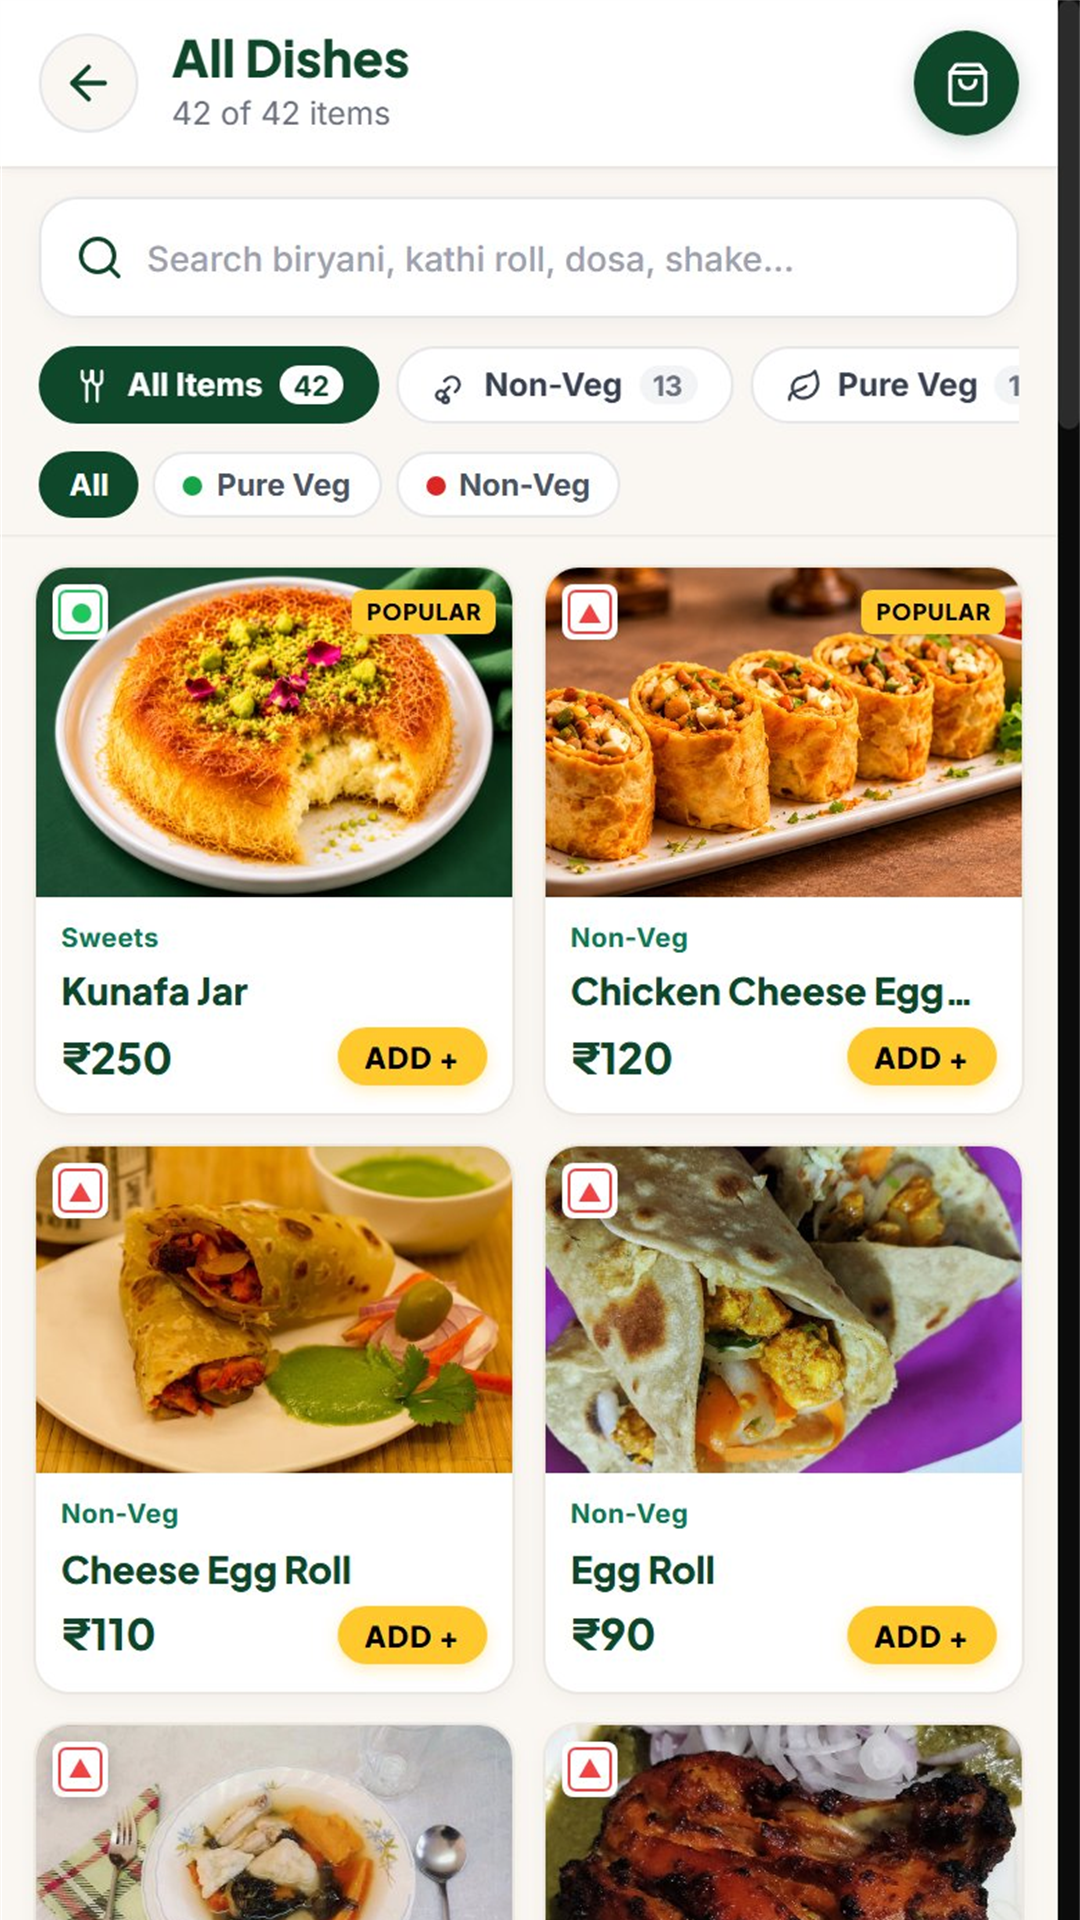 All Dishes
42 of 42 items
Search biryani, kathi roll, dosa, shake...
All Items 42
Non-Veg 13
Pure Veg
All
Pure Veg
Non-Veg
POPULAR
POPULAR
Sweets
Kunafa Jar
₹250
ADD +
Non-Veg
Chicken Cheese Egg...
₹120
ADD +
Non-Veg
Cheese Egg Roll
₹110
ADD +
Non-Veg
Egg Roll
₹90
ADD +